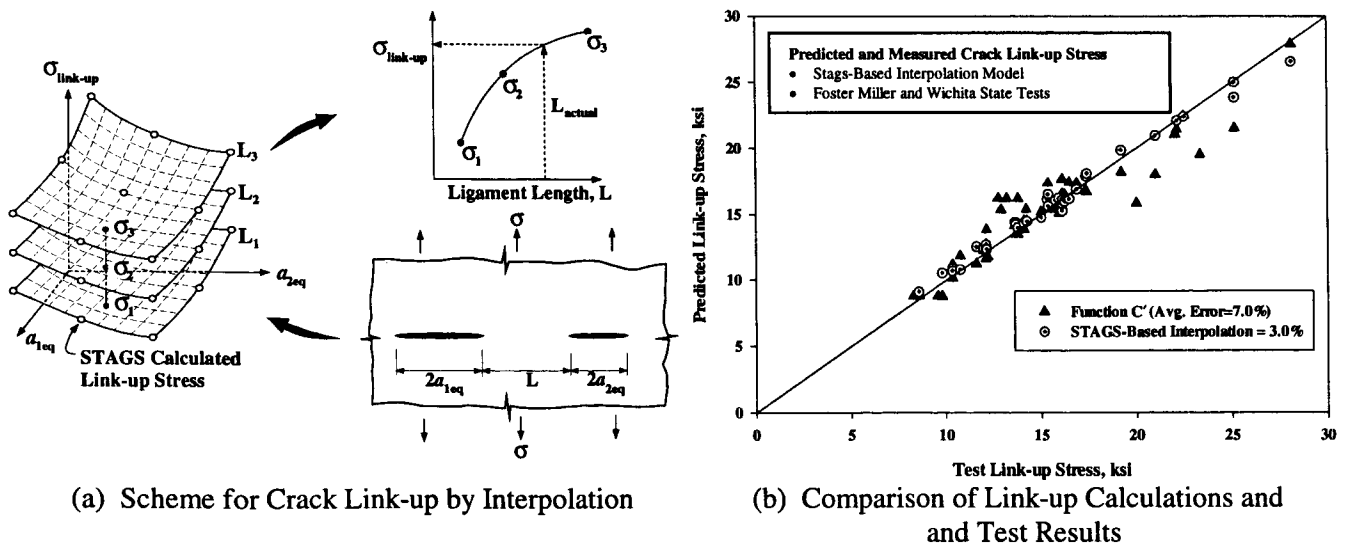 σlink-up
L3
L2
L1
σ3
σ2
σ1
a2eq
a1eq
STAGS Calculated
Link-up Stress
σlink-up
σ3
σ2
σ1
Lactual
Ligament Length, L
σ
2a1eq
L
2a2eq
σ
(a) Scheme for Crack Link-up by Interpolation
30
25
20
15
10
5
0
Predicted Link-up Stress, ksi
Predicted and Measured Crack Link-up Stress
• Stags-Based Interpolation Model
• Foster Miller and Wichita State Tests
Function C' (Avg. Error=7.0%)
STAGS-Based Interpolation = 3.0%
0 5 10 15 20 25 30
Test Link-up Stress, ksi
(b) Comparison of Link-up Calculations and
and Test Results